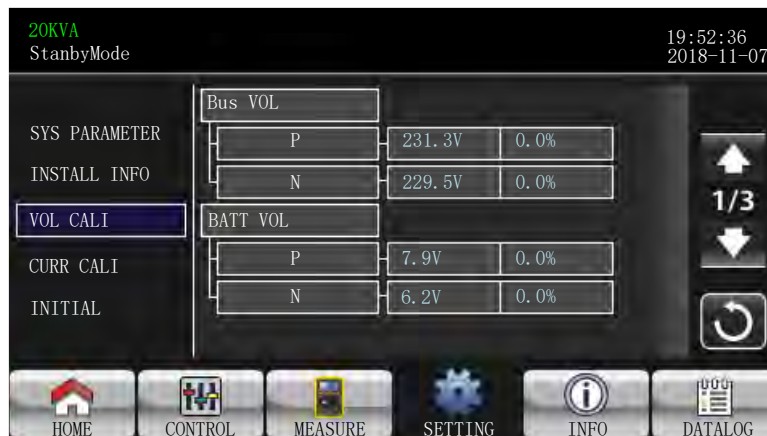 20KVA
StanbyMode
19:52:36
2018-11-07
SYS PARAMETER
INSTALL INFO
VOL CALI
CURR CALI
INITIAL
Bus VOL
P 231.3V 0.0%
N 229.5V 0.0%
BATT VOL
P 7.9V 0.0%
N 6.2V 0.0%
1/3
HOME CONTROL MEASURE SETTING INFO DATALOG